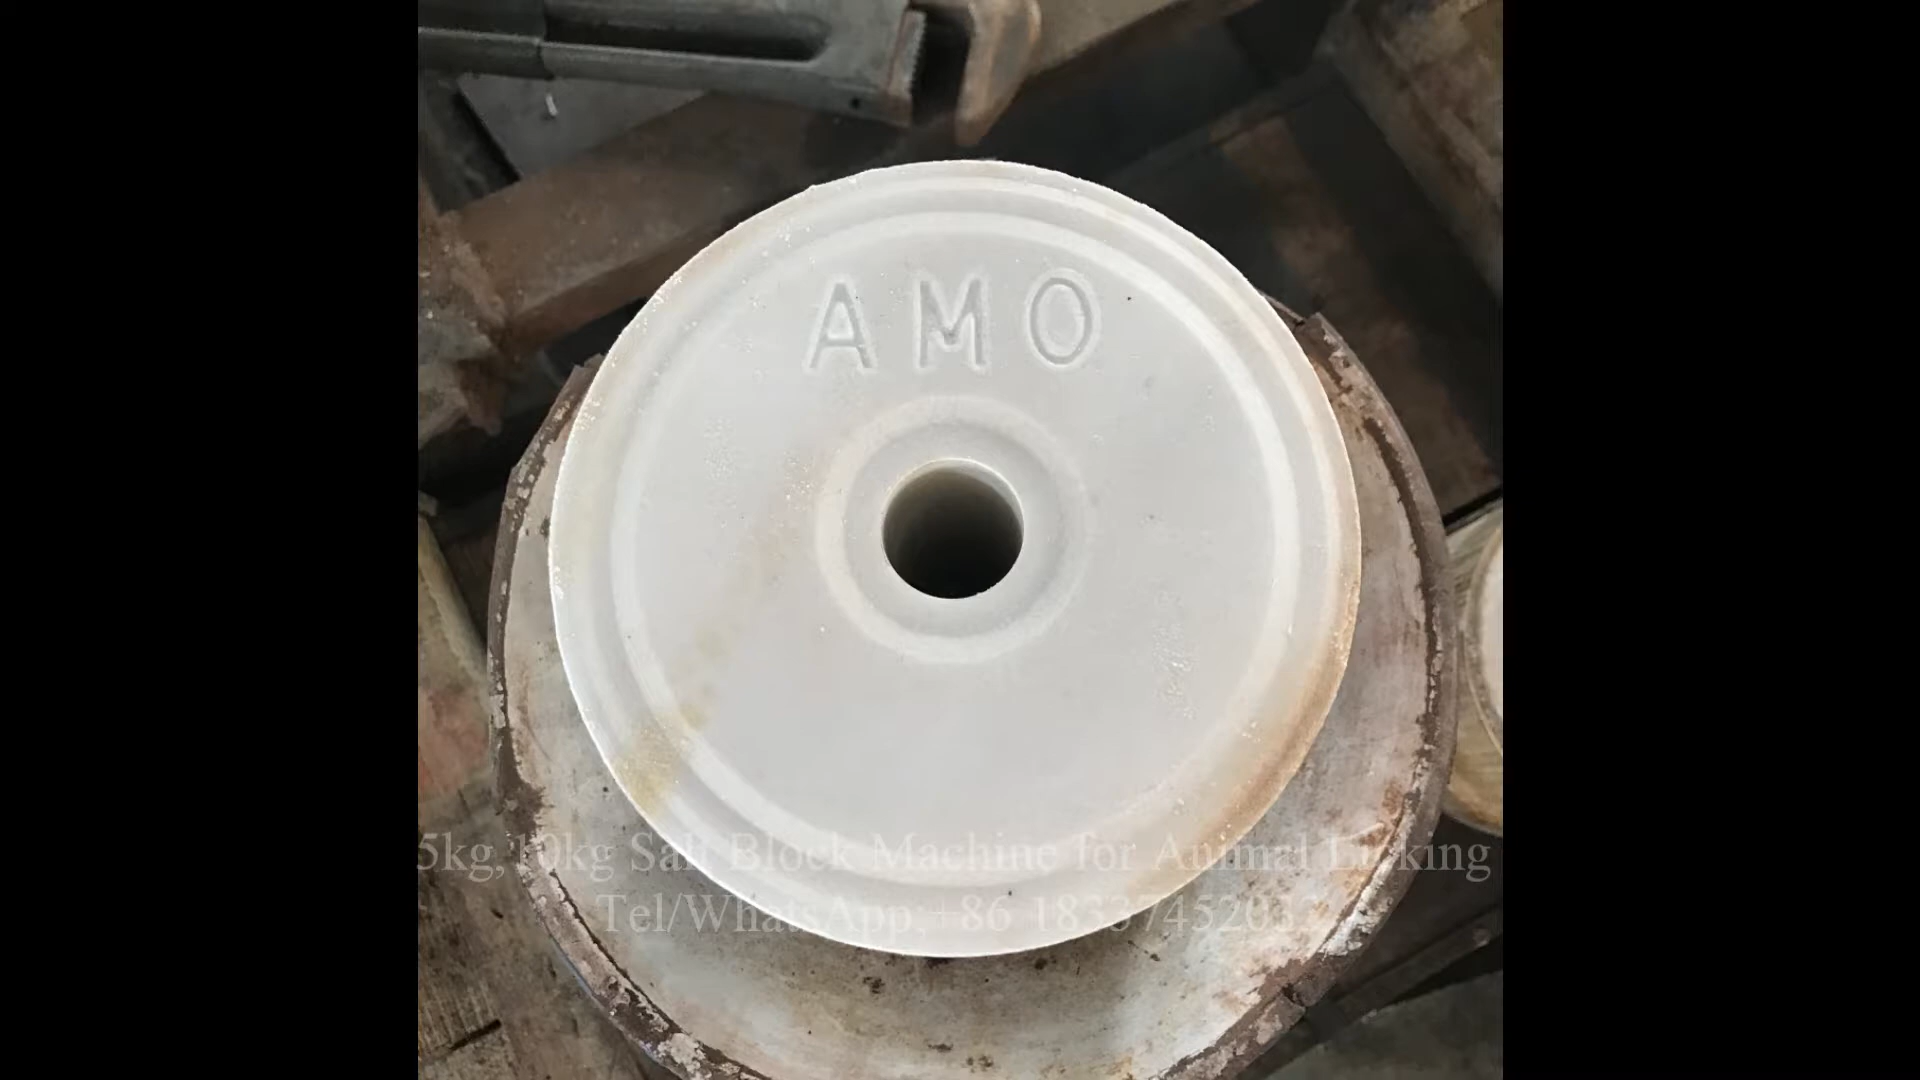 AMO
5kg,10kg Salt Block Machine for Animal Licking
Tel/WhatsApp;+86